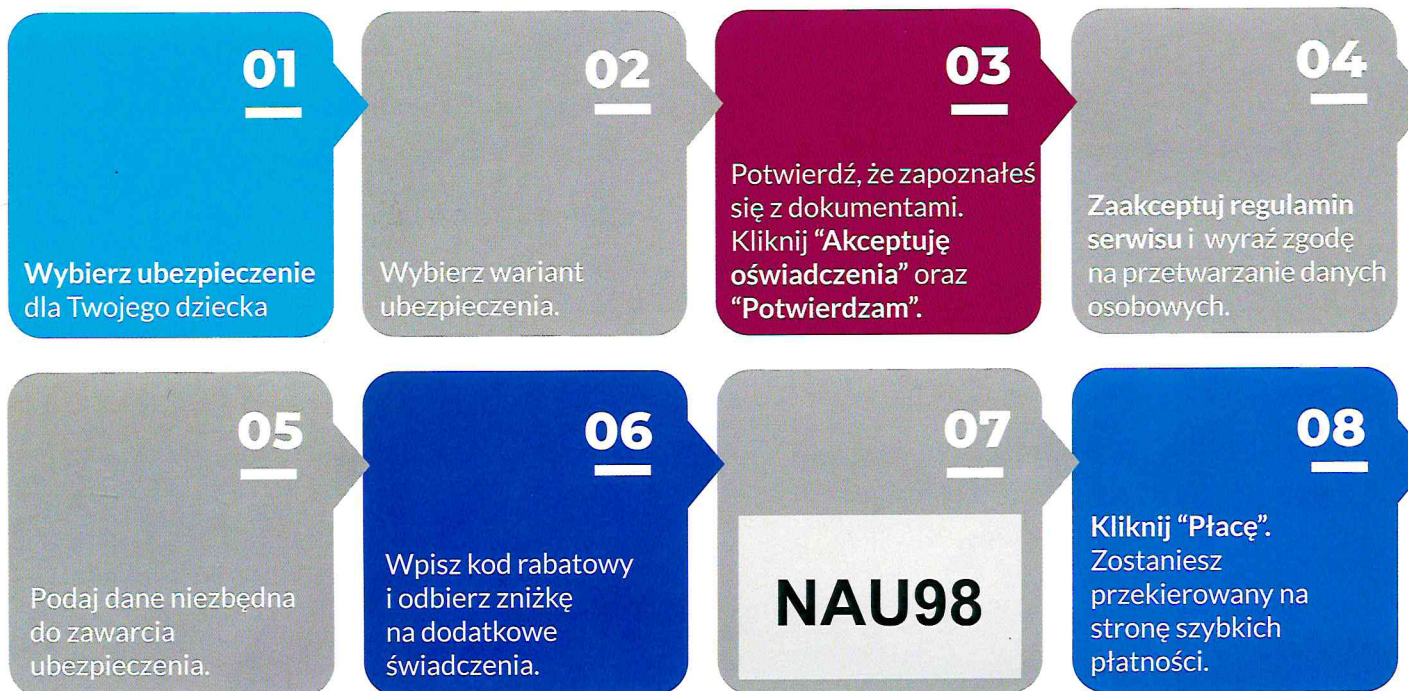 01
Wybierz ubezpieczenie
dla Twojego dziecka
02
Wybierz wariant
ubezpieczenia.
03
Potwierdź, że zapoznałeś
się z dokumentami.
Kliknij “Akceptuję
oświadczenia” oraz
“Potwierdzam”.
04
Zaakceptuj regulamin
serwisu i wyraź zgodę
na przetwarzanie danych
osobowych.
05
Podaj dane niezbędna
do zawarcia
ubezpieczenia.
06
Wpisz kod rabatowy
i odbierz zniżkę
na dodatkowe
świadczenia.
07
NAU98
08
Kliknij “Płacę”.
Zostaniesz
przekierowany na
stronę szybkich
płatności.